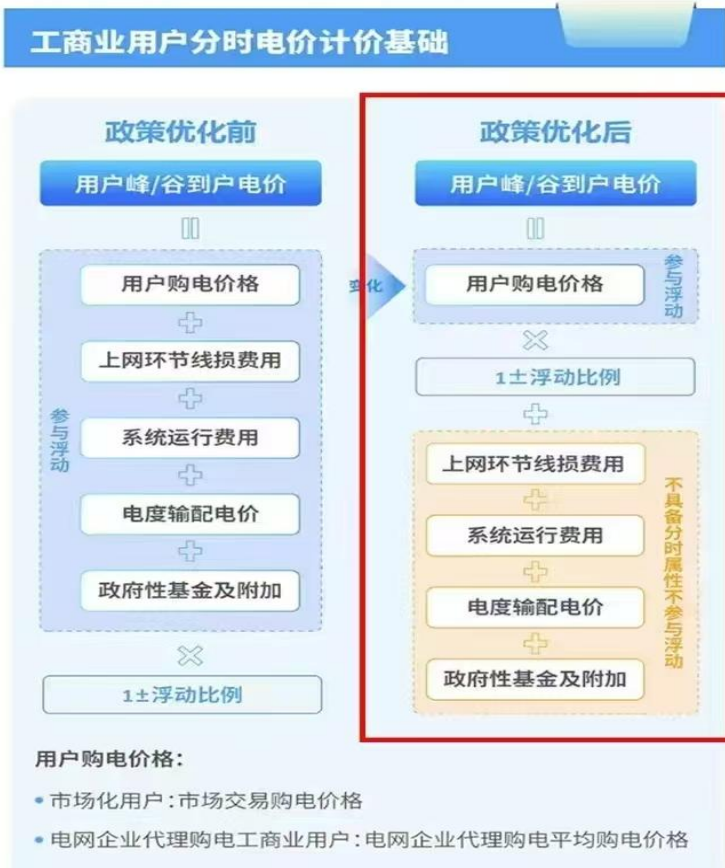 工商业用户分时电价计价基础
政策优化前
用户峰/谷到户电价
用户购电价格
上网环节线损费用
系统运行费用
电度输配电价
政府性基金及附加
参与浮动
1±浮动比例
变化
政策优化后
用户峰/谷到户电价
用户购电价格
参与浮动
1±浮动比例
上网环节线损费用
系统运行费用
电度输配电价
政府性基金及附加
不具备分时属性不参与浮动
用户购电价格：
• 市场化用户：市场交易购电价格
• 电网企业代理购电工商业用户：电网企业代理购电平均购电价格